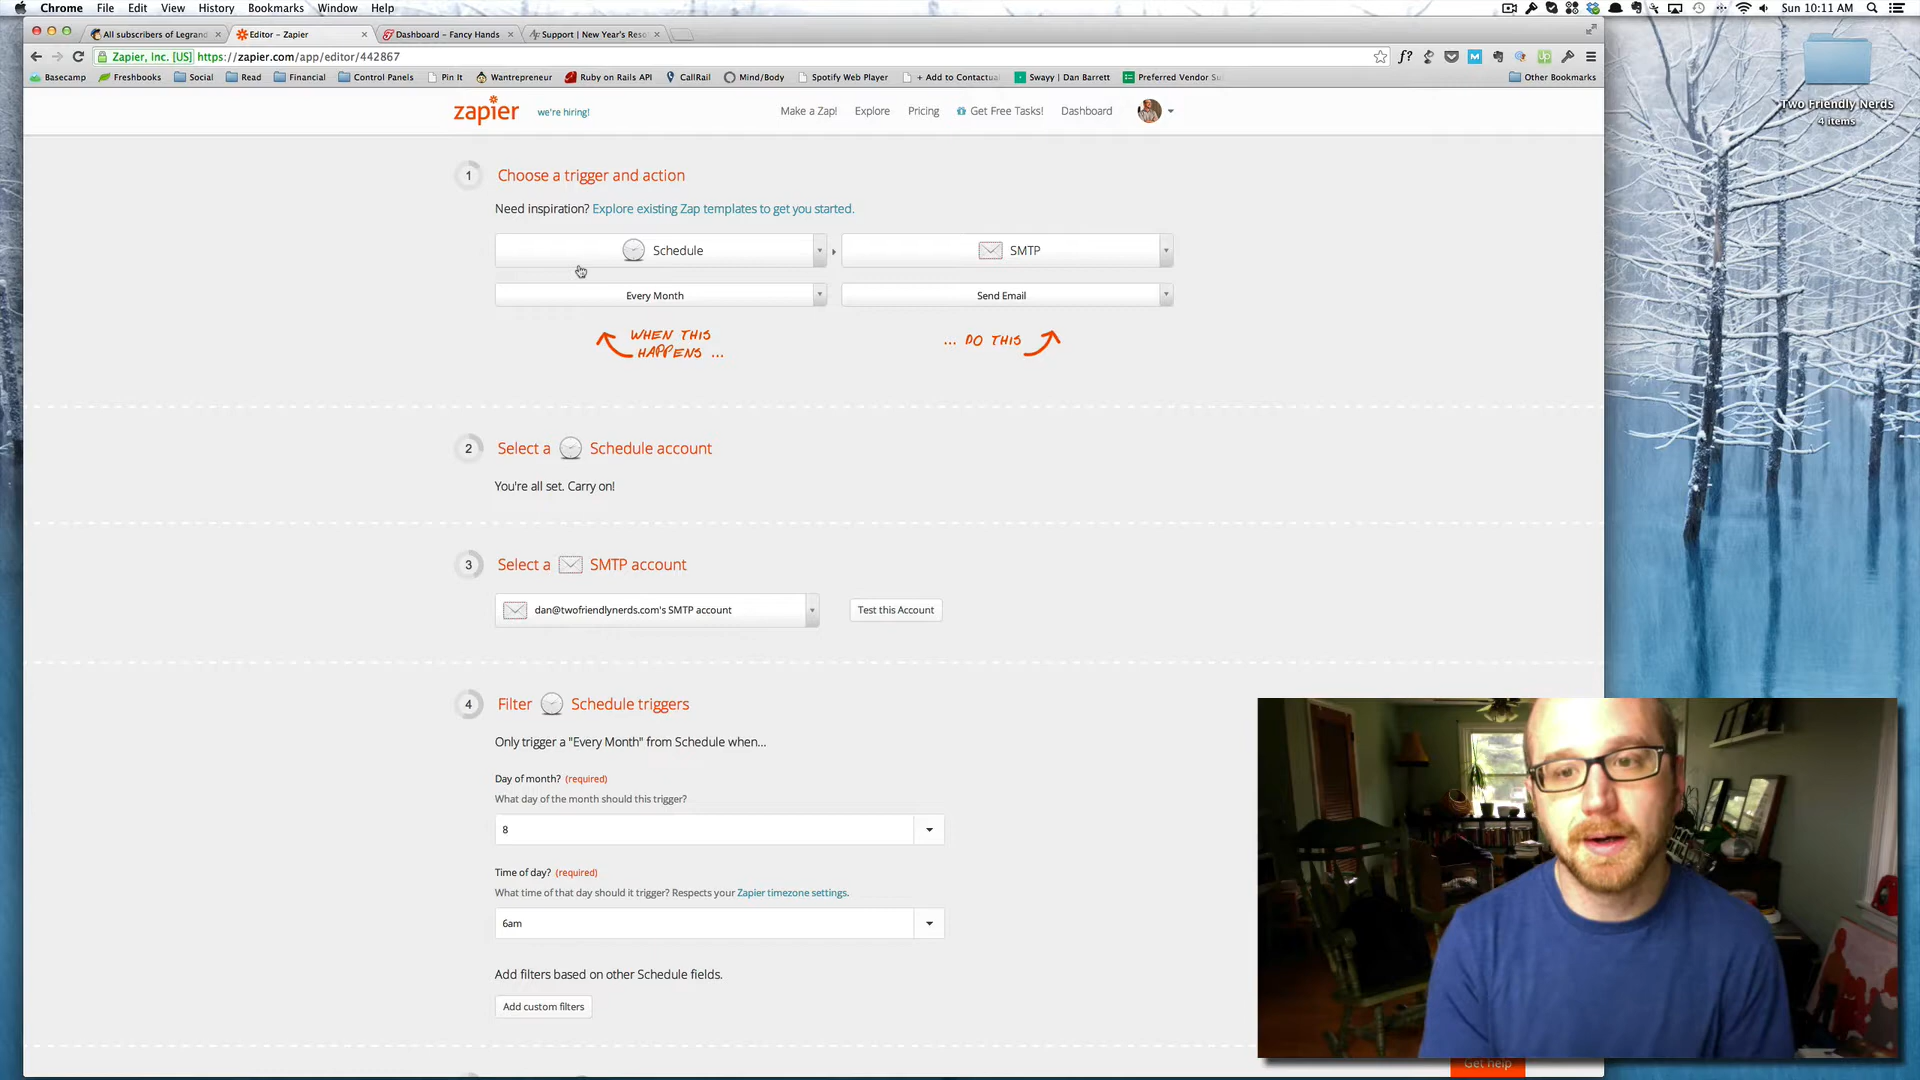 Chrome File Edit View History Bookmarks Window Help
Sun 10:11 AM
All subscribers of Legrand
Editor - Zapier
Dashboard - Fancy Hands
Support | New Year's Reso
Zapier, Inc. [US] https://zapier.com/app/editor/442867
Basecamp Freshbooks Social Read Financial Control Panels Pin It Wantrepreneur Ruby on Rails API CallRail Mind/Body Spotify Web Player + Add to Contactual Swayy | Dan Barrett Preferred Vendor Su Other Bookmarks
Two Friendly Nerds
4 items
zapier we're hiring! Make a Zap! Explore Pricing Get Free Tasks! Dashboard
1 Choose a trigger and action
Need inspiration? Explore existing Zap templates to get you started.
Schedule SMTP
Every Month Send Email
WHEN THIS
HAPPENS ...
... DO THIS
2 Select a Schedule account
You're all set. Carry on!
3 Select a SMTP account
dan@twofriendlynerds.com's SMTP account Test this Account
4 Filter Schedule triggers
Only trigger a "Every Month" from Schedule when...
Day of month? (required)
What day of the month should this trigger?
8
Time of day? (required)
What time of that day should it trigger? Respects your Zapier timezone settings.
6am
Add filters based on other Schedule fields.
Add custom filters
Get help